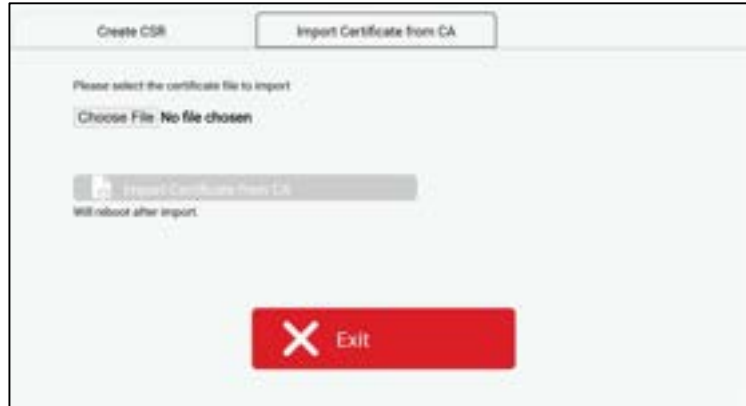 Create CSR
Import Certificate from CA
Please select the certificate file to import
Choose File No file chosen
Import Certificate from CA
Will reboot after import.
Exit